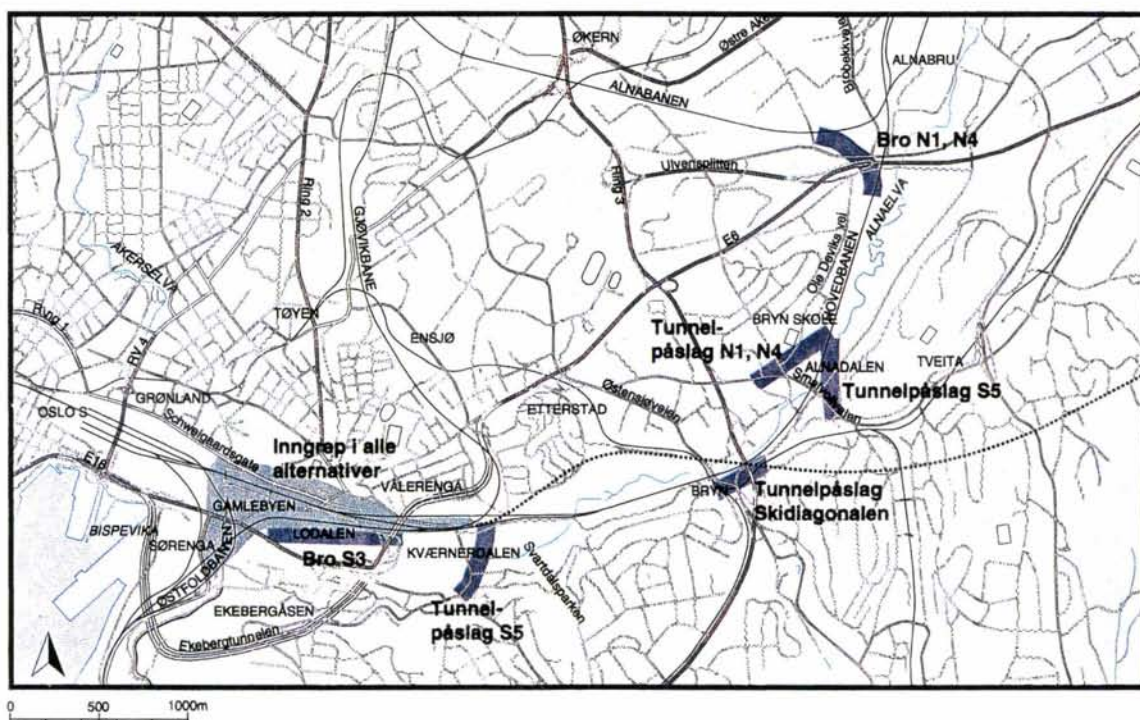 ØKERN
ALNABRU
ALNABANEN
Bro N1, N4
Ulvensplitten
Ring 3
Ring 2
GJØVIKBANE
E6
ALNAELVA
Ole Deviks vei
HOVEDBANEN
AKERSELVA
Ring 1
RV 4
TØYEN
ENSJØ
BRYN SKOLE
Tunnel-
påslag N1, N4
ALNADALEN
TVEITA
Tunnelpåslag S5
Østensjøveien
ETTERSTAD
GRØNLAND
OSLO S
Schweigaardsgate
E18
Inngrep i alle
alternativer
VÅLERENGA
GAMLEBYEN
BRYN
Tunnelpåslag
Skidiagonalen
BISPEVIKA
SØRENGA
LODALEN
Bro S3
KVÆRNERDALEN
Svartdalsparken
ØSTFOLDBANEN
EKEBERGÅSEN
Ekebergtunnelen
Tunnel-
påslag S5
0 500 1000m